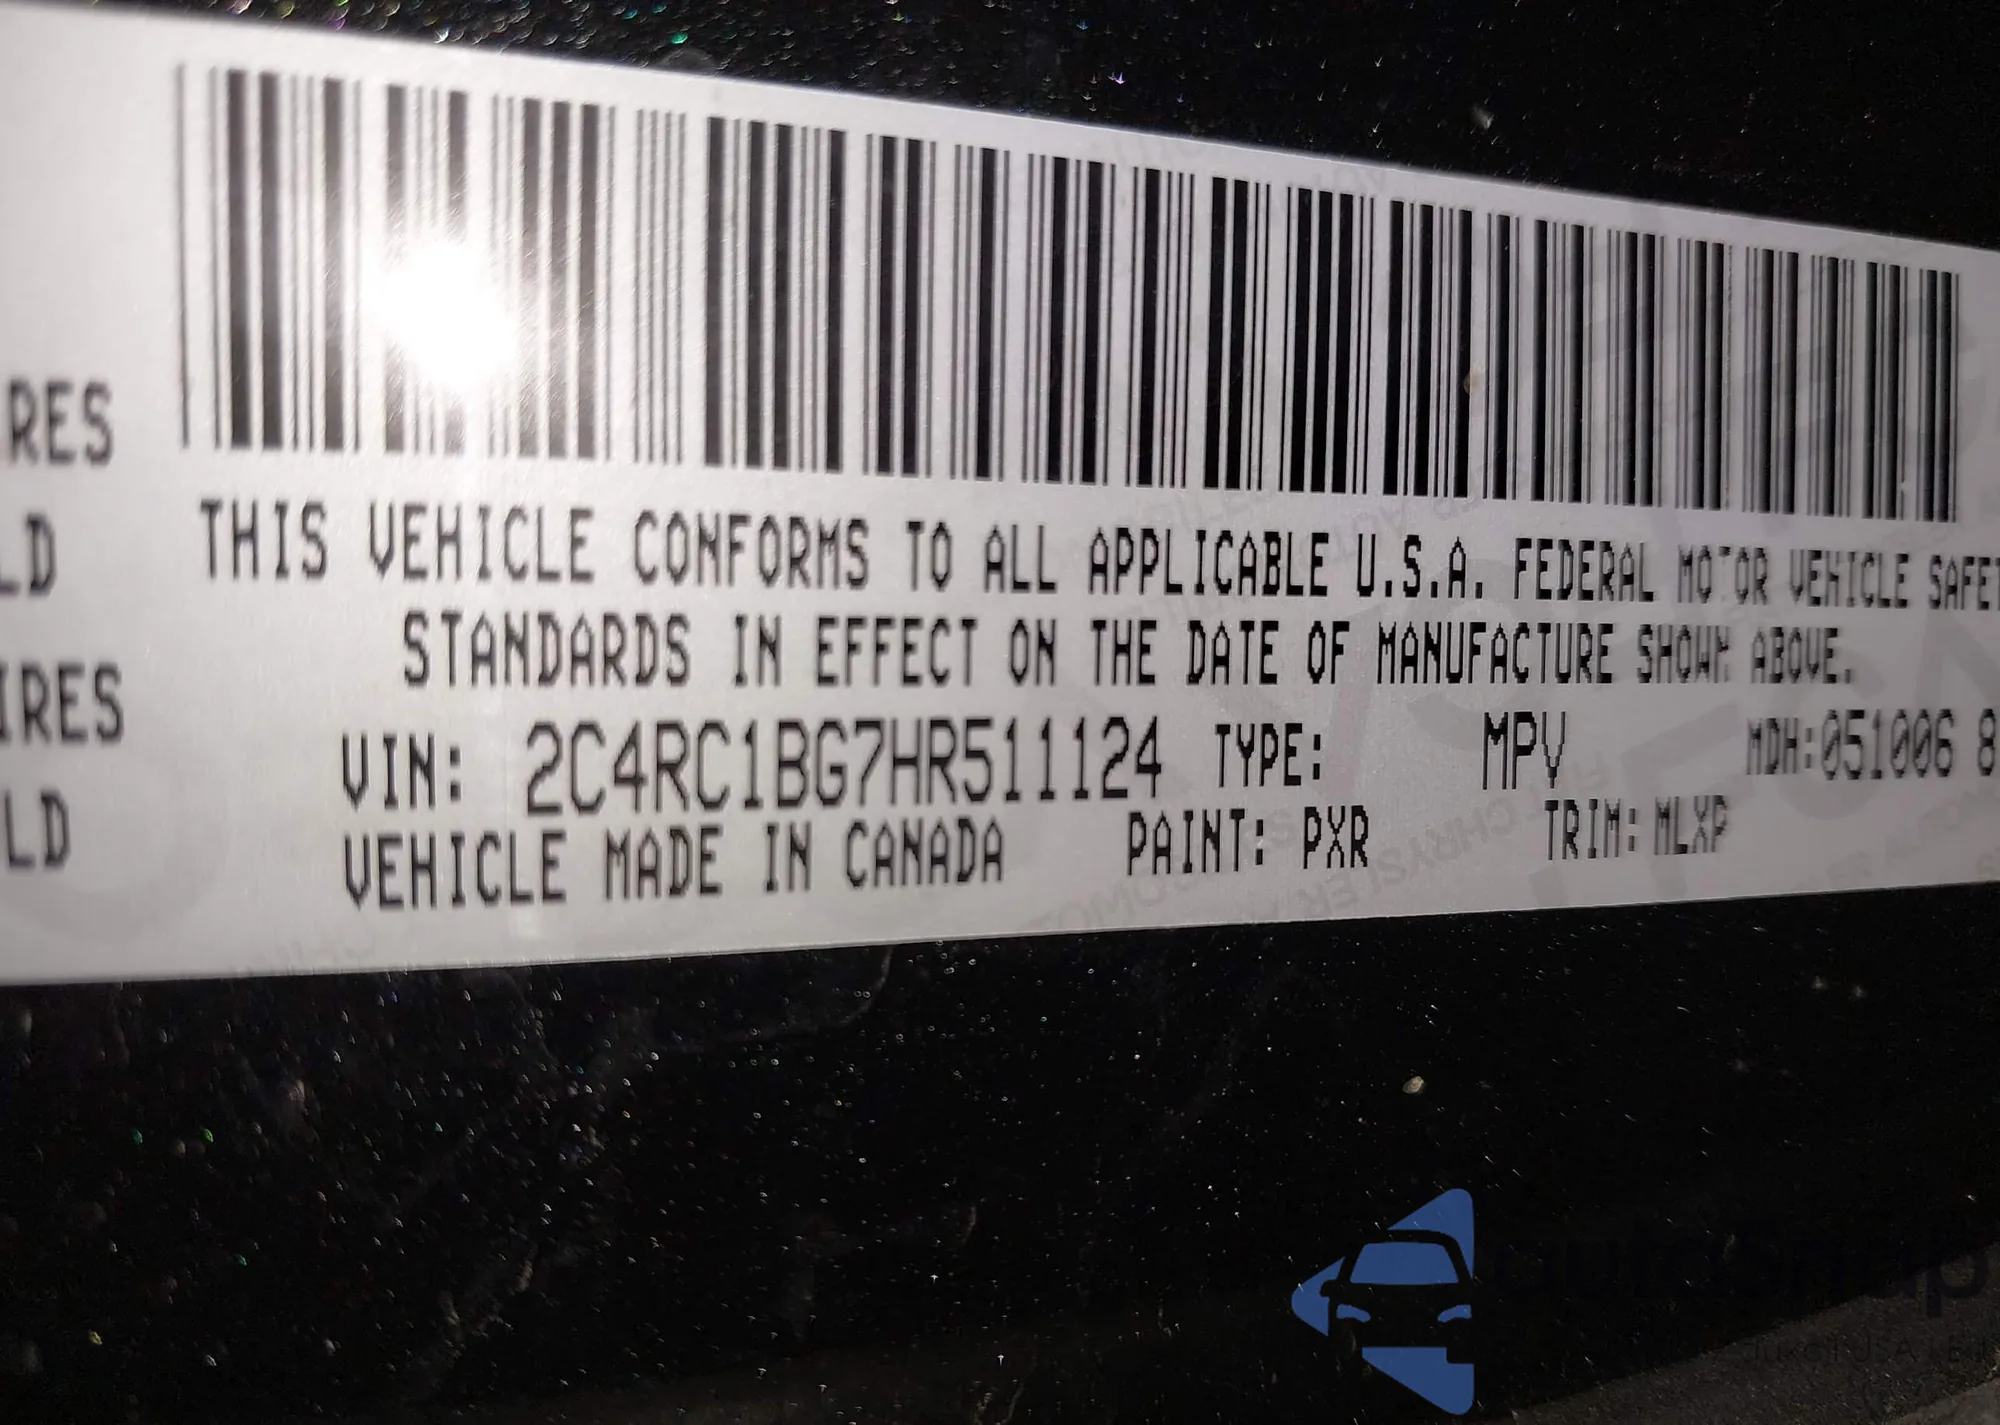 RES
LD
IRES
LD
THIS VEHICLE CONFORMS TO ALL APPLICABLE U.S.A. FEDERAL MOTOR VEHICLE SAFET
STANDARDS IN EFFECT ON THE DATE OF MANUFACTURE SHOWN ABOVE.
VIN: 2C4RC1BG7HR511124 TYPE: MPV MDH:051006 8
VEHICLE MADE IN CANADA PAINT: PXR TRIM: MLXP